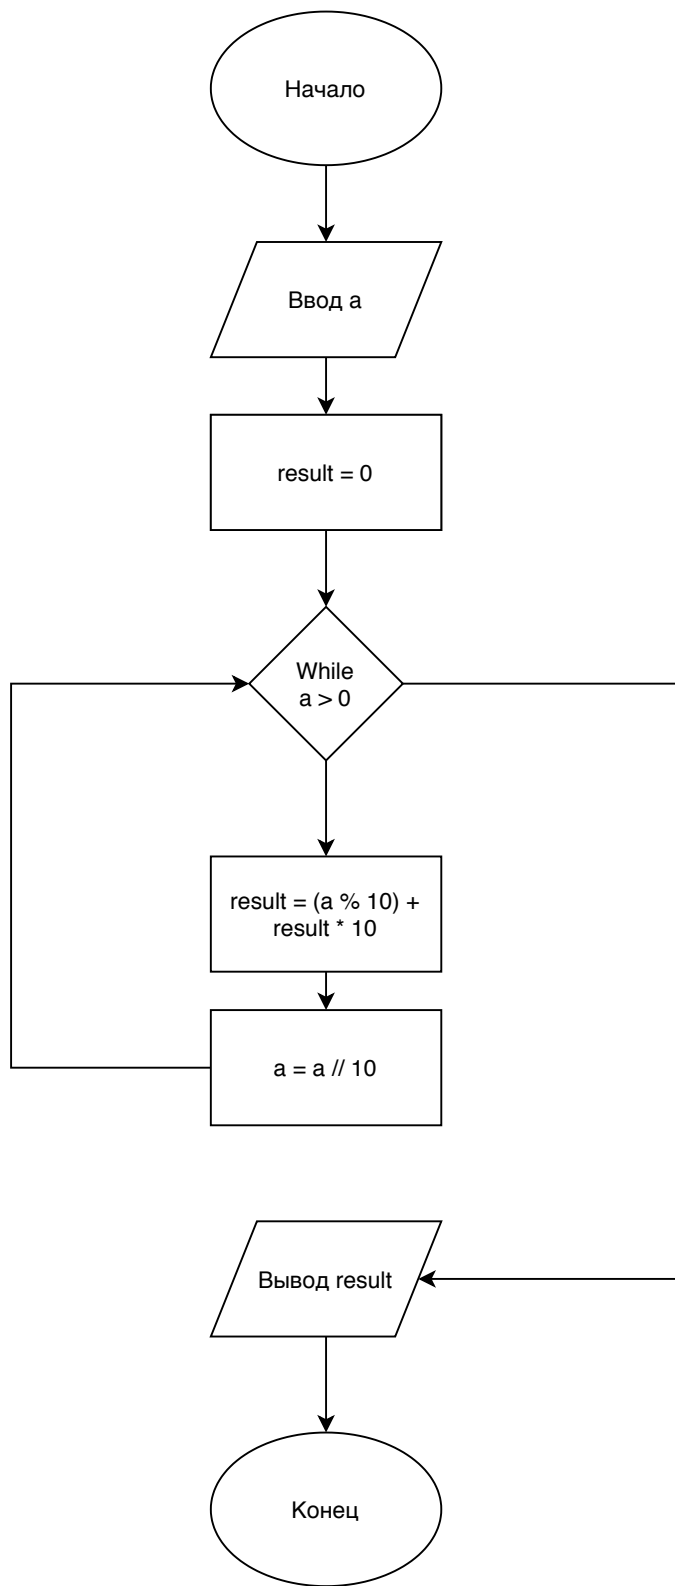 Начало
Ввод a
result = 0
While
a > 0
result = (a % 10) +
result * 10
a = a // 10
Вывод result
Конец